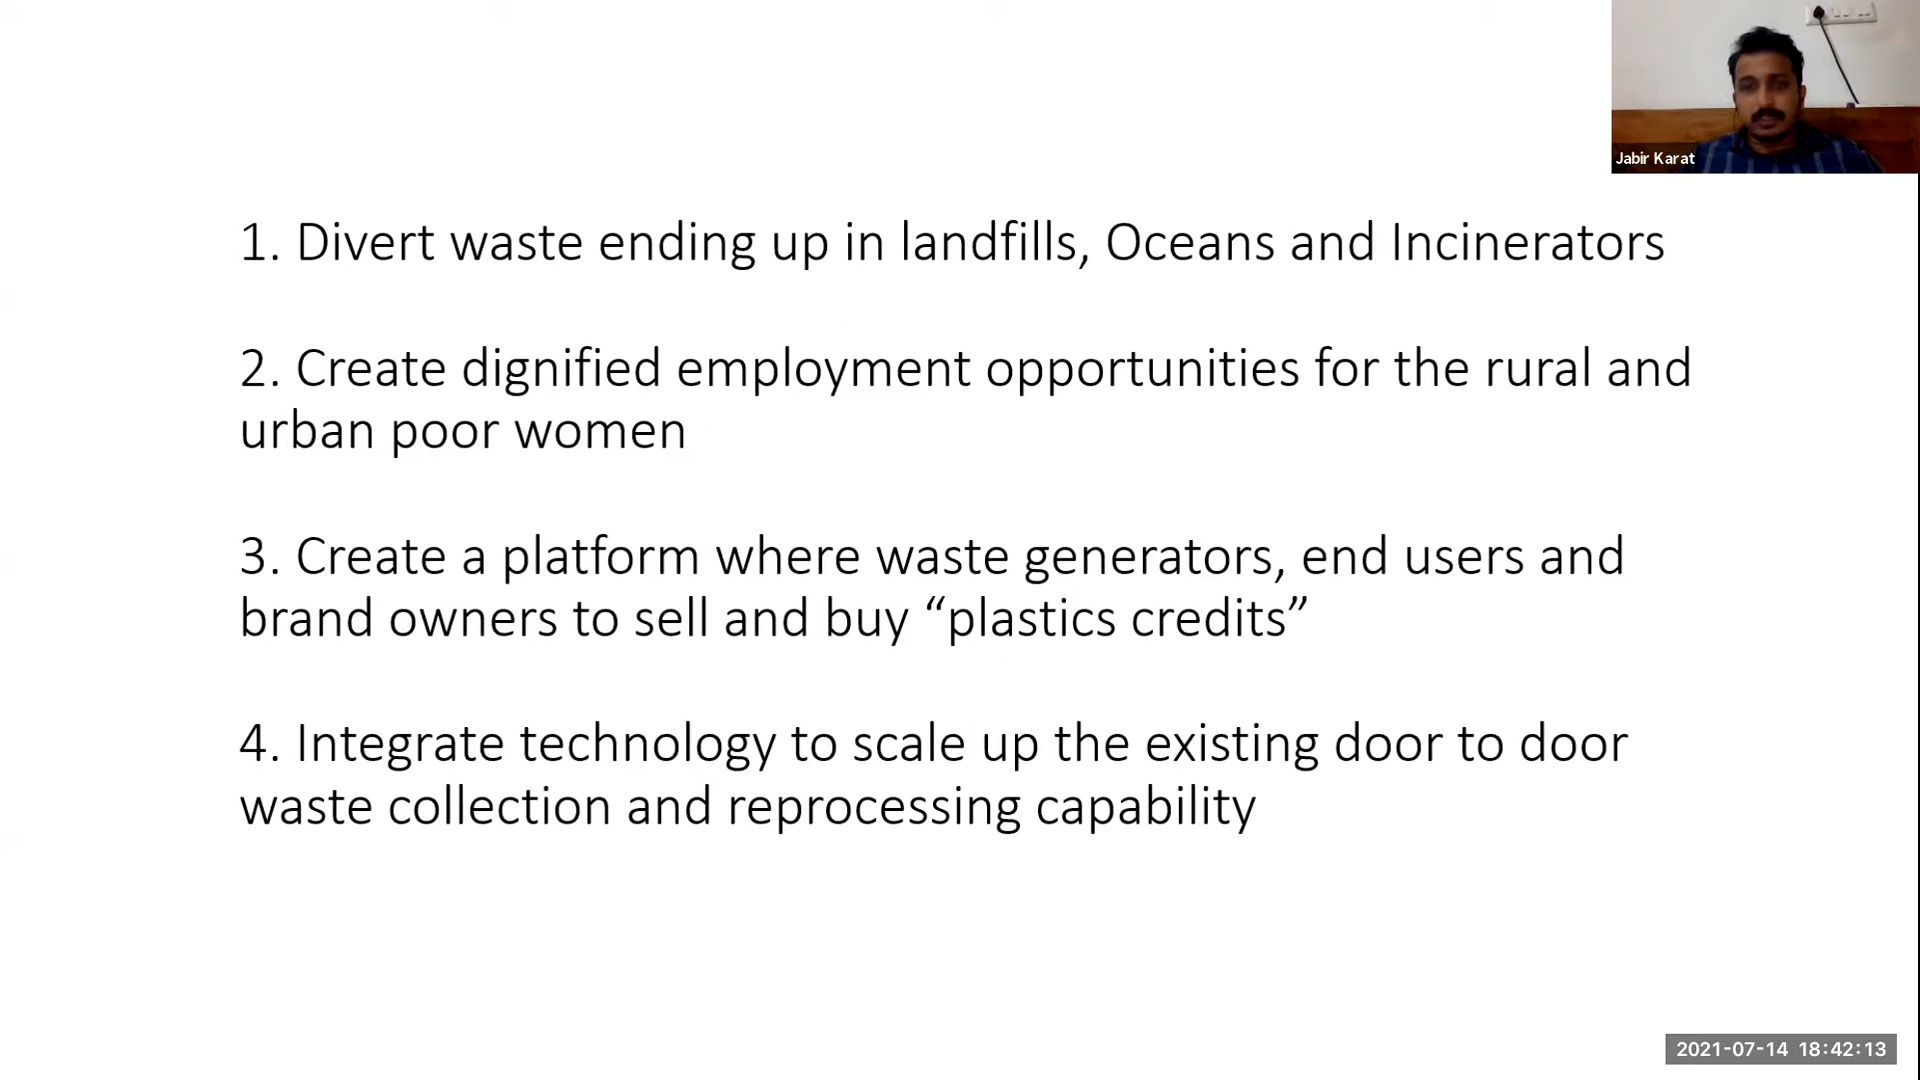 Jabir Karat
1. Divert waste ending up in landfills, Oceans and Incinerators
2. Create dignified employment opportunities for the rural and
urban poor women
3. Create a platform where waste generators, end users and
brand owners to sell and buy “plastics credits”
4. Integrate technology to scale up the existing door to door
waste collection and reprocessing capability
2021-07-14 18:42:13